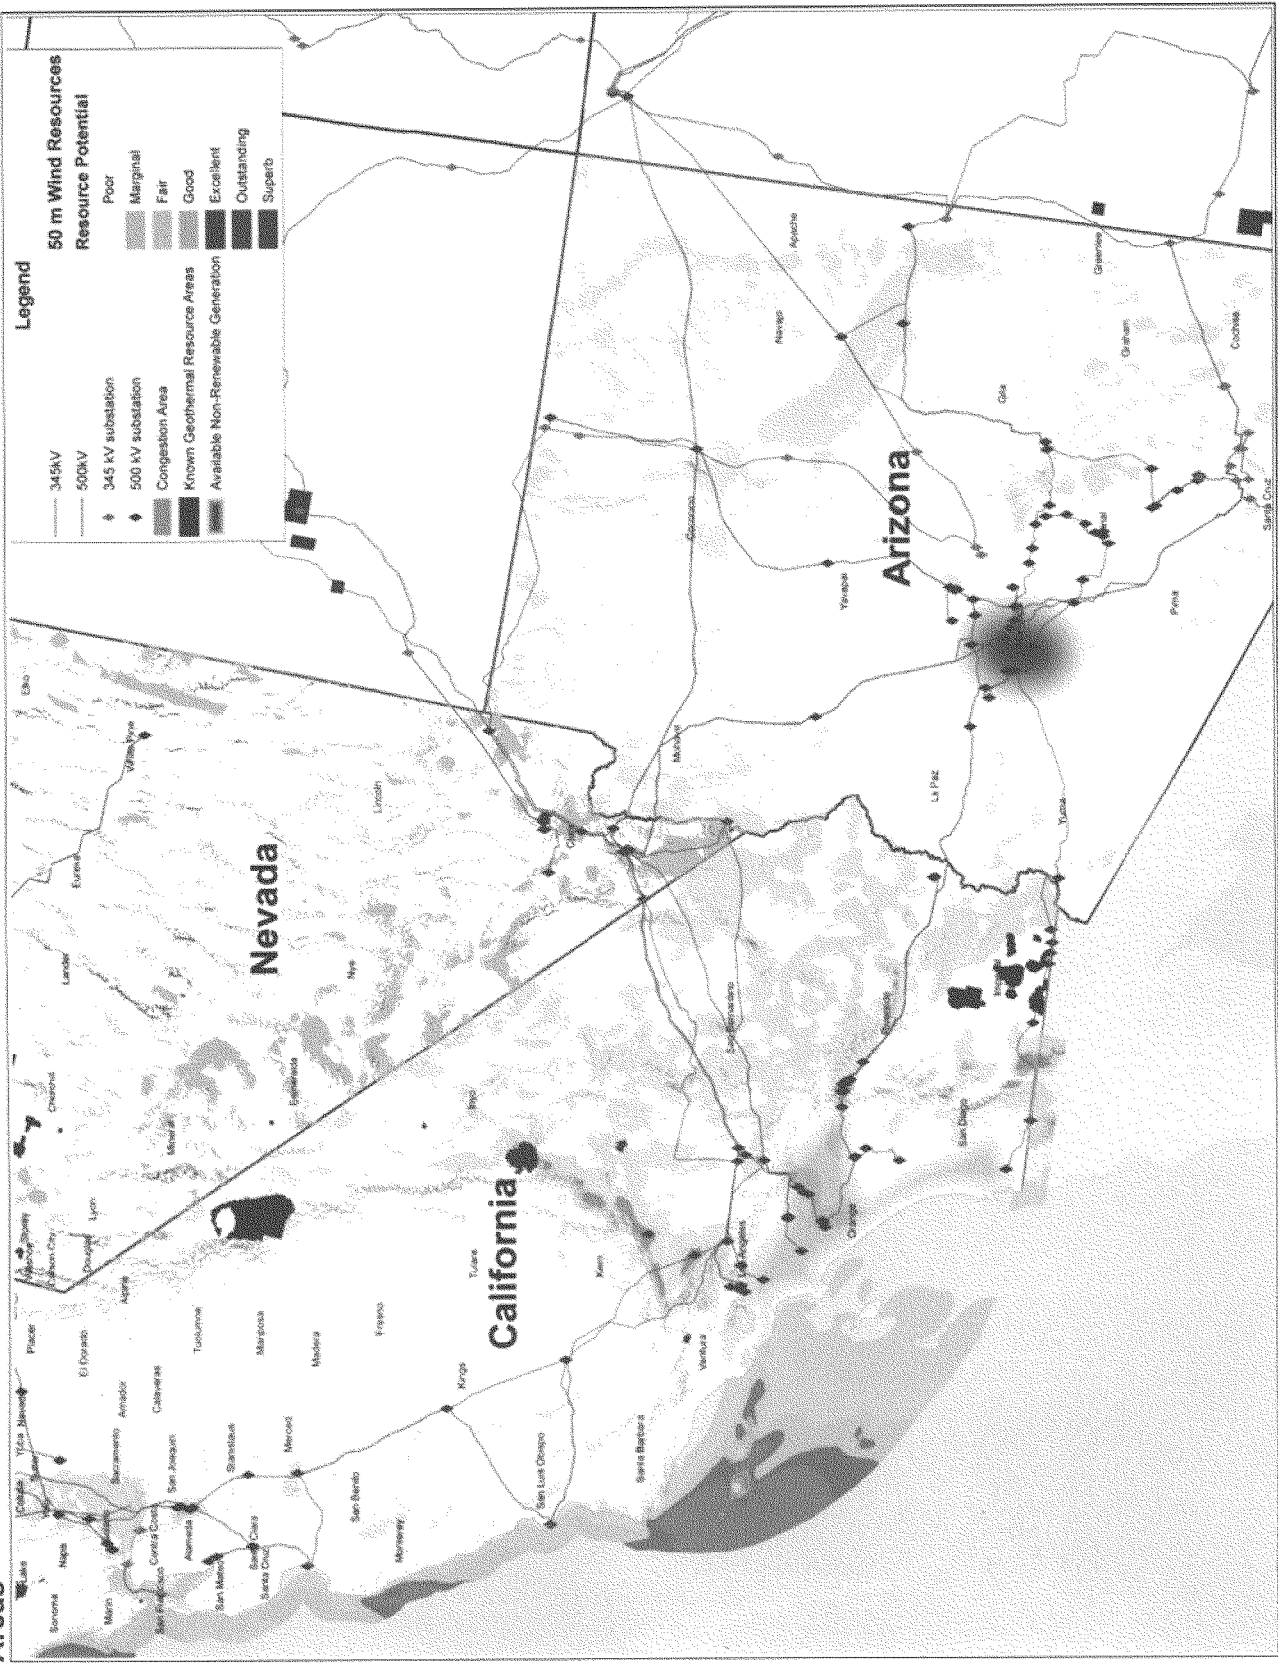 Legend
345kV
500kV
345 kV substation
500 kV substation
Congestion Area
Known Geothermal Resource Areas
Available Non-Renewable Generation
50 m Wind Resources
Resource Potential
Poor
Marginal
Fair
Good
Excellent
Outstanding
Superb
Nevada
California
Arizona
Elko
White Pine
Eureka
Lander
Lincoln
Nye
Churchill
Mineral
Esmeralda
Storey
Carson City
Lyon
Douglas
Placer
El Dorado
Alpine
Amador
Calaveras
Tuolumne
Mariposa
Madera
Fresno
Inyo
Tulare
Kings
Kern
Nevada
Yuba
Colusa
Lake
Sacramento
San Joaquin
Stanislaus
Merced
Napa
Sonoma
Marin
Contra Costa
Alameda
San Francisco
San Mateo
Santa Clara
Santa Cruz
San Benito
Monterey
San Luis Obispo
Santa Barbara
Ventura
Los Angeles
Orange
San Bernardino
Riverside
San Diego
Mohave
Coconino
Navajo
Apache
Yavapai
La Paz
Yuma
Gila
Greenlee
Graham
Cochise
Pima
Santa Cruz